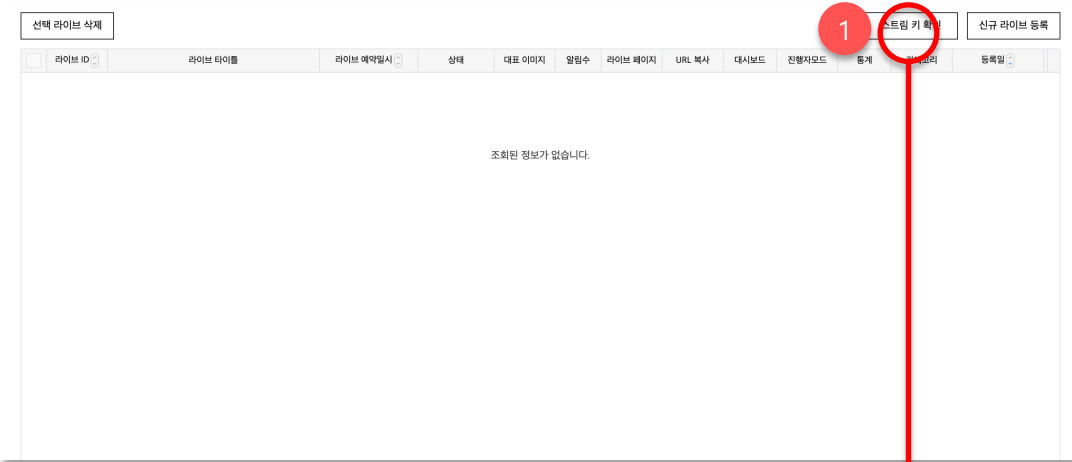 선택 라이브 삭제 1 스트림 키 확인 신규 라이브 등록
라이브 ID 라이브 타이틀 라이브 예약일시 상태 대표 이미지 알림수 라이브 페이지 URL 복사 대시보드 진행자모드 통계 등록일
조회된 정보가 없습니다.